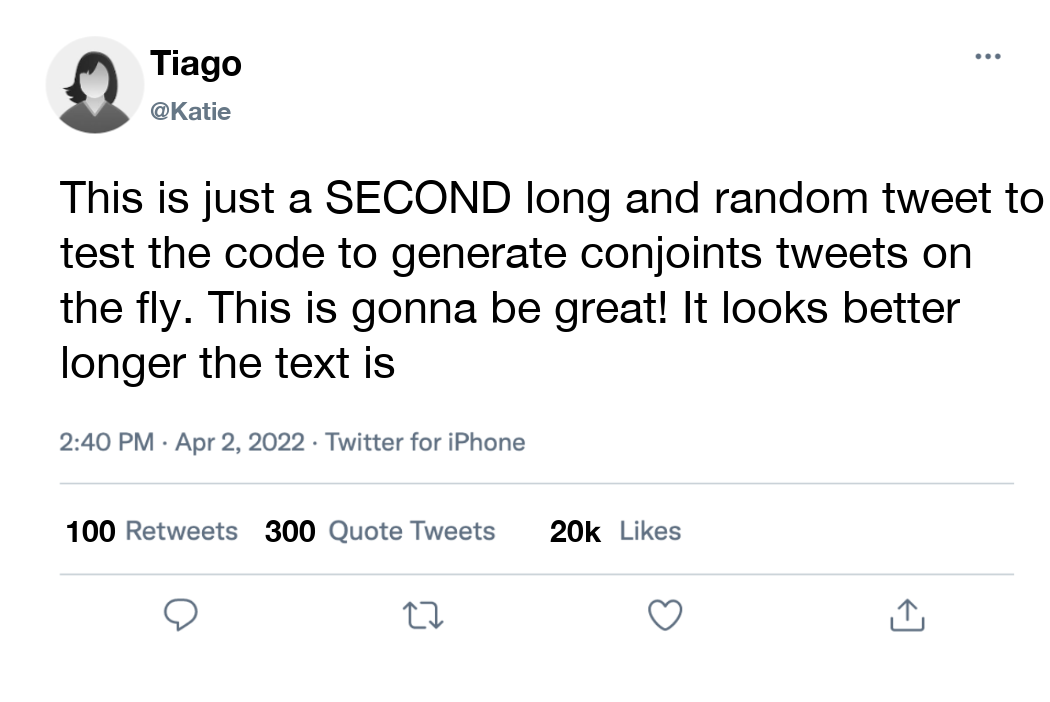 Tiago
@Katie
This is just a SECOND long and random tweet to
test the code to generate conjoints tweets on
the fly. This is gonna be great! It looks better
longer the text is
2:40 PM · Apr 2, 2022 · Twitter for iPhone
100 Retweets 300 Quote Tweets 20k Likes